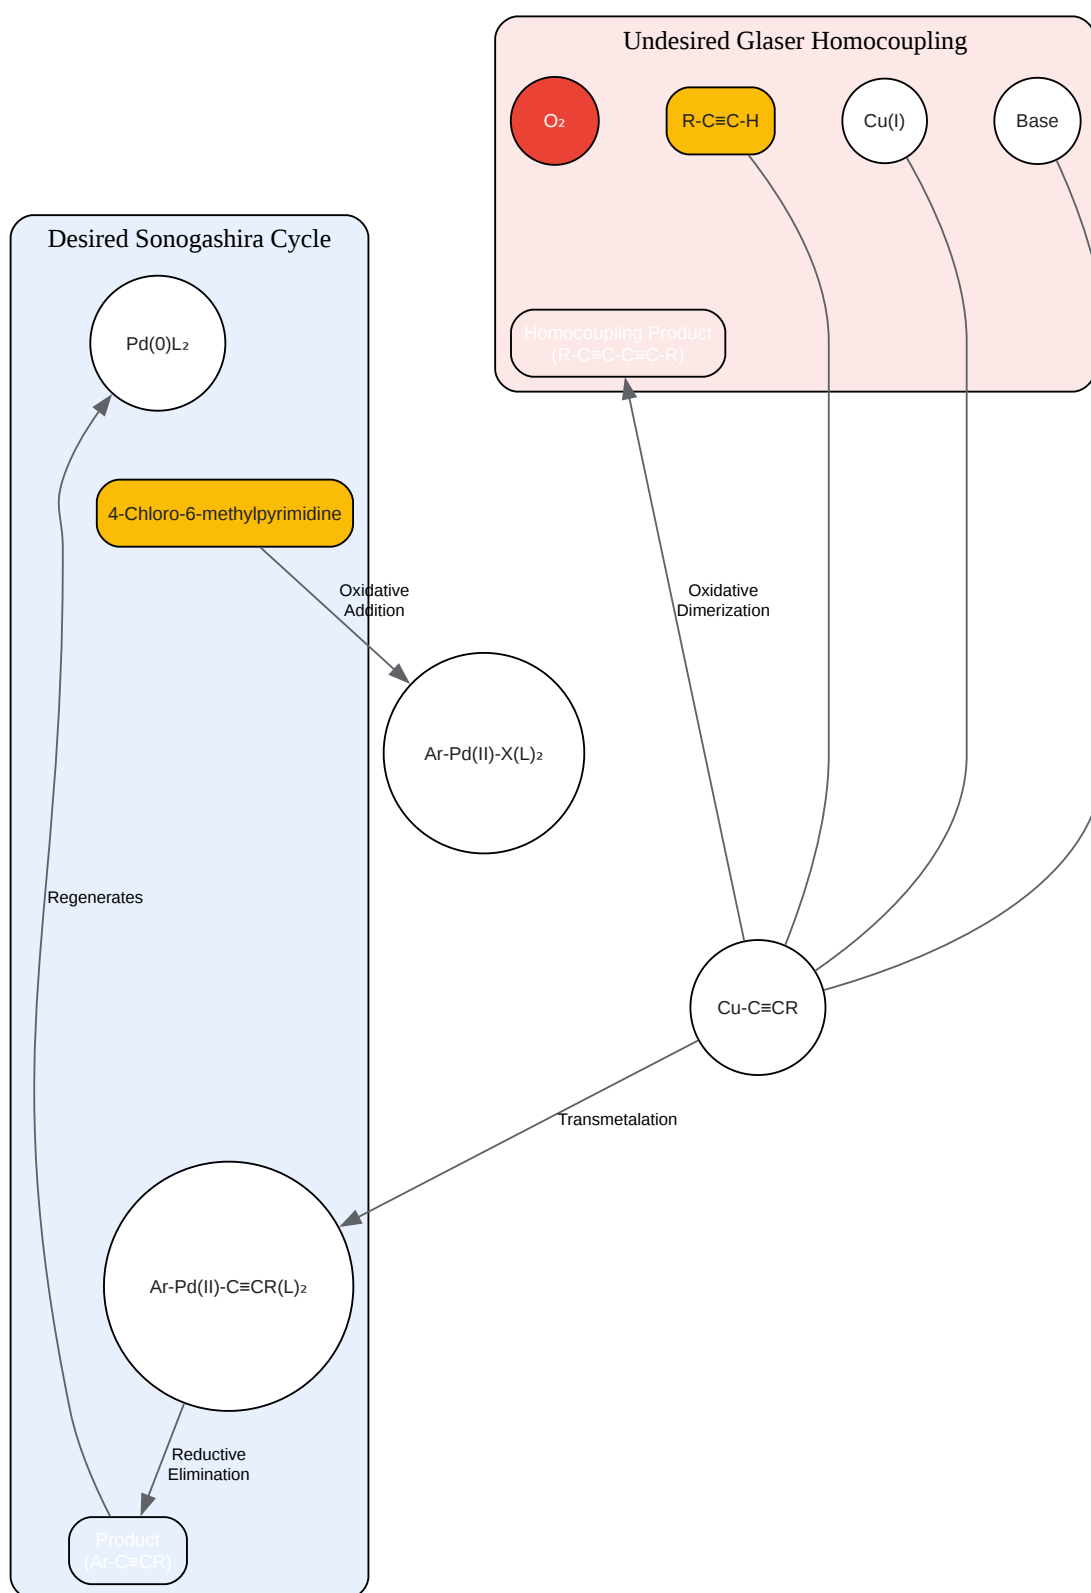 Undesired Glaser Homocoupling
O₂
R-C≡C-H
Cu(I)
Base
Desired Sonogashira Cycle
Pd(0)L₂
Homocoupling Product
(R-C≡C-C≡C-R)
4-Chloro-6-methylpyrimidine
Oxidative
Addition
Oxidative
Dimerization
Ar-Pd(II)-X(L)₂
Regenerates
Cu-C≡CR
Transmetalation
Ar-Pd(II)-C≡CR(L)₂
Reductive
Elimination
Product
(Ar-C≡CR)